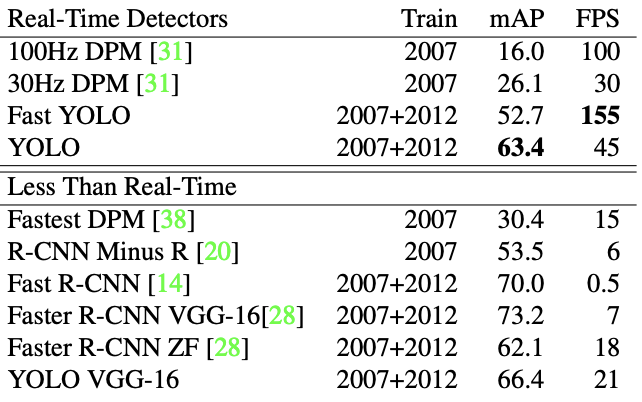 Real-Time Detectors Train mAP FPS
100Hz DPM [31] 2007 16.0 100
30Hz DPM [31] 2007 26.1 30
Fast YOLO 2007+2012 52.7 155
YOLO 2007+2012 63.4 45
Less Than Real-Time
Fastest DPM [38] 2007 30.4 15
R-CNN Minus R [20] 2007 53.5 6
Fast R-CNN [14] 2007+2012 70.0 0.5
Faster R-CNN VGG-16[28] 2007+2012 73.2 7
Faster R-CNN ZF [28] 2007+2012 62.1 18
YOLO VGG-16 2007+2012 66.4 21